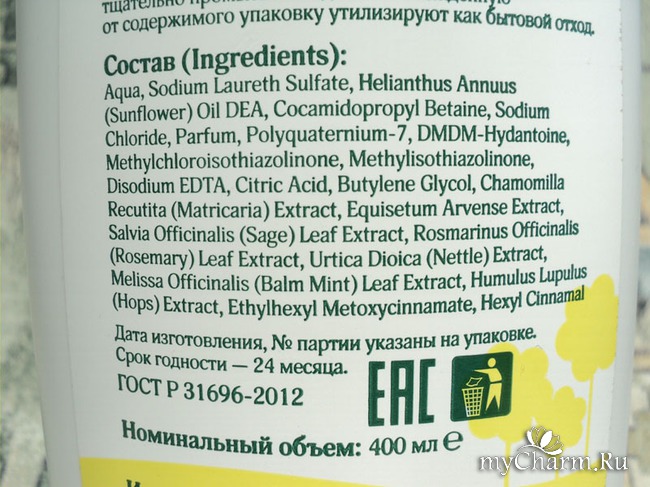 от содержимого упаковку утилизируют как бытовой отход.
Состав (Ingredients):
Aqua, Sodium Laureth Sulfate, Helianthus Annuus
(Sunflower) Oil DEA, Cocamidopropyl Betaine, Sodium
Chloride, Parfum, Polyquaternium-7, DMDM-Hydantoine,
Methylchloroisothiazolinone, Methylisothiazolinone,
Disodium EDTA, Citric Acid, Butylene Glycol, Chamomilla
Recutita (Matricaria) Extract, Equisetum Arvense Extract,
Salvia Officinalis (Sage) Leaf Extract, Rosmarinus Officinalis
(Rosemary) Leaf Extract, Urtica Dioica (Nettle) Extract,
Melissa Officinalis (Balm Mint) Leaf Extract, Humulus Lupulus
(Hops) Extract, Ethylhexyl Metoxycinnamate, Hexyl Cinnamal
Дата изготовления, № партии указаны на упаковке.
Срок годности — 24 месяца.
ГОСТ Р 31696-2012
EAC
Номинальный объем: 400 мл e
myCharm.Ru